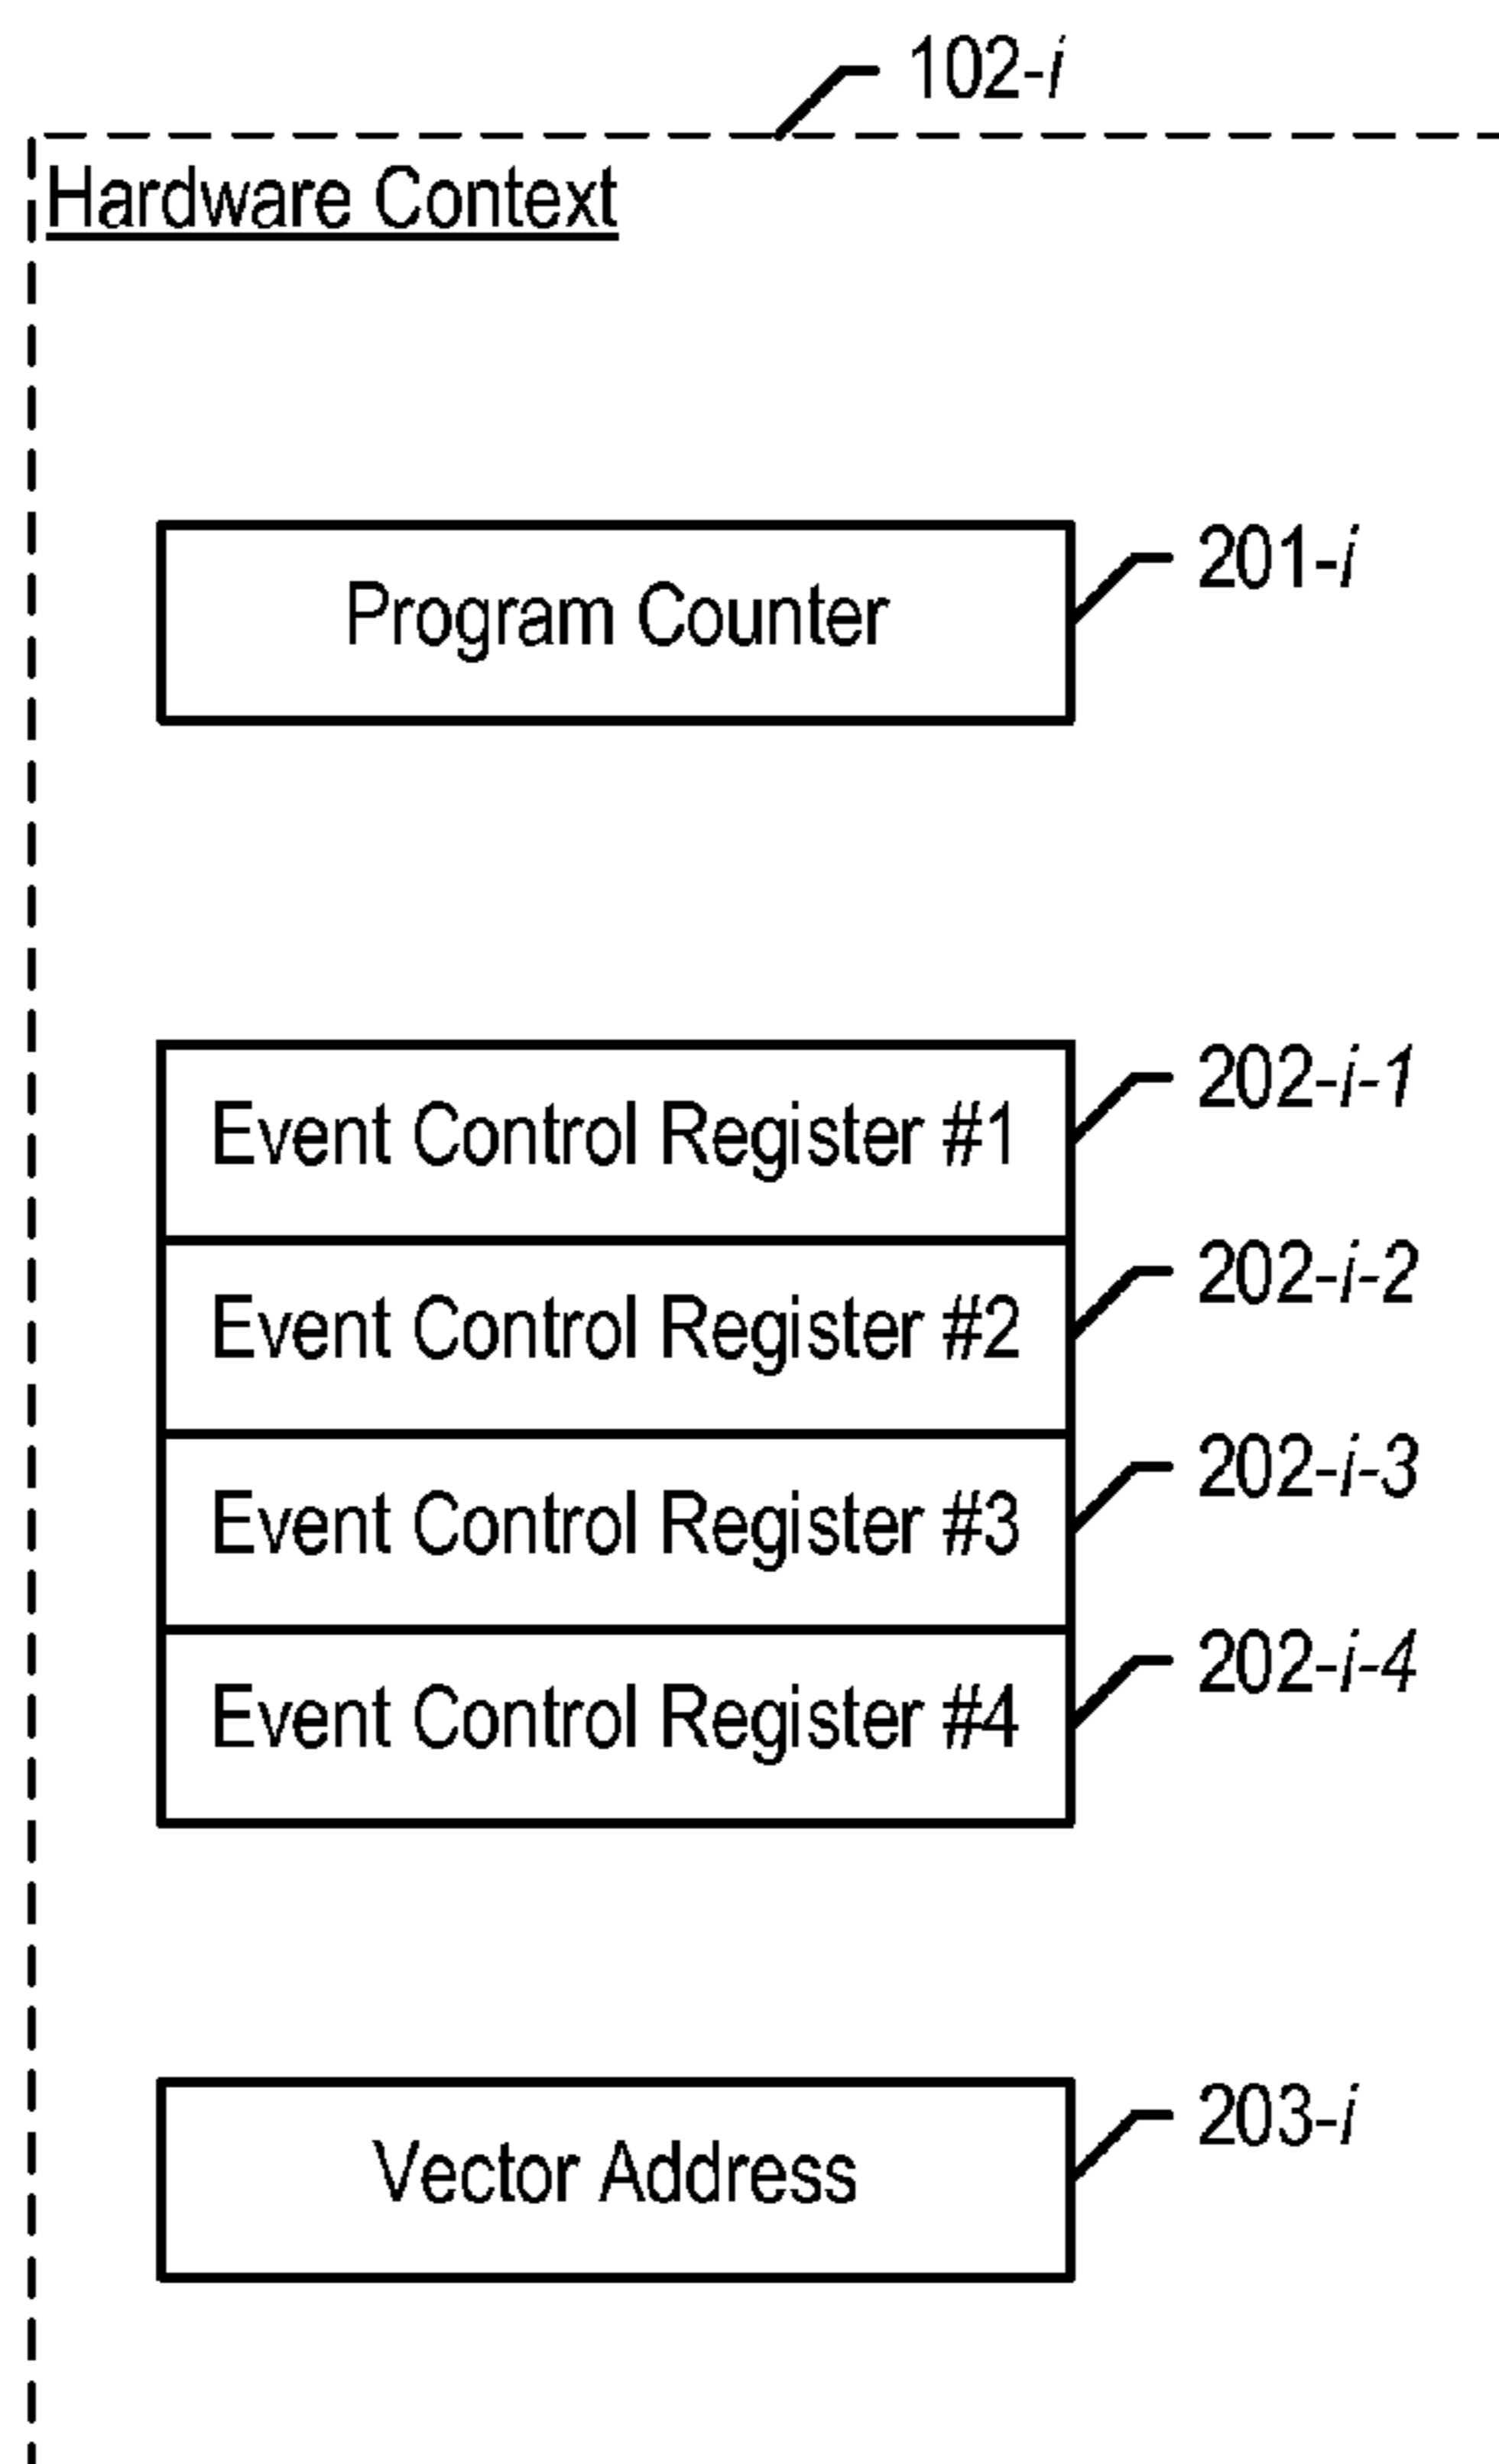 102-i
Hardware Context
Program Counter
201-i
Event Control Register #1
202-i-1
Event Control Register #2
202-i-2
Event Control Register #3
202-i-3
Event Control Register #4
202-i-4
Vector Address
203-i